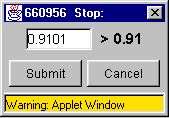 660956 Stop:
0.9101 > 0.91
Submit Cancel
Warning: Applet Window